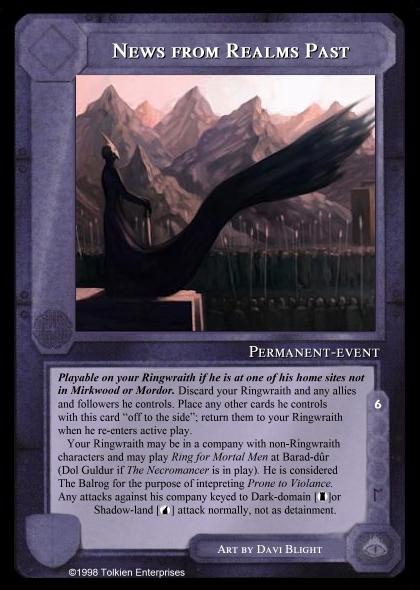 NEWS FROM REALMS PAST
PERMANENT-EVENT
Playable on your Ringwraith if he is at one of his home sites not
in Mirkwood or Mordor. Discard your Ringwraith and any allies
and followers he controls. Place any other cards he controls
with this card “off to the side”; return them to your Ringwraith
when he re-enters active play.
Your Ringwraith may be in a company with non-Ringwraith
characters and may play Ring for Mortal Men at Barad-dûr
(Dol Guldur if The Necromancer is in play). He is considered
The Balrog for the purpose of intepreting Prone to Violance.
Any attacks against his company keyed to Dark-domain [ ]or
Shadow-land [ ] attack normally, not as detainment.
6
ART BY DAVI BLIGHT
©1998 Tolkien Enterprises